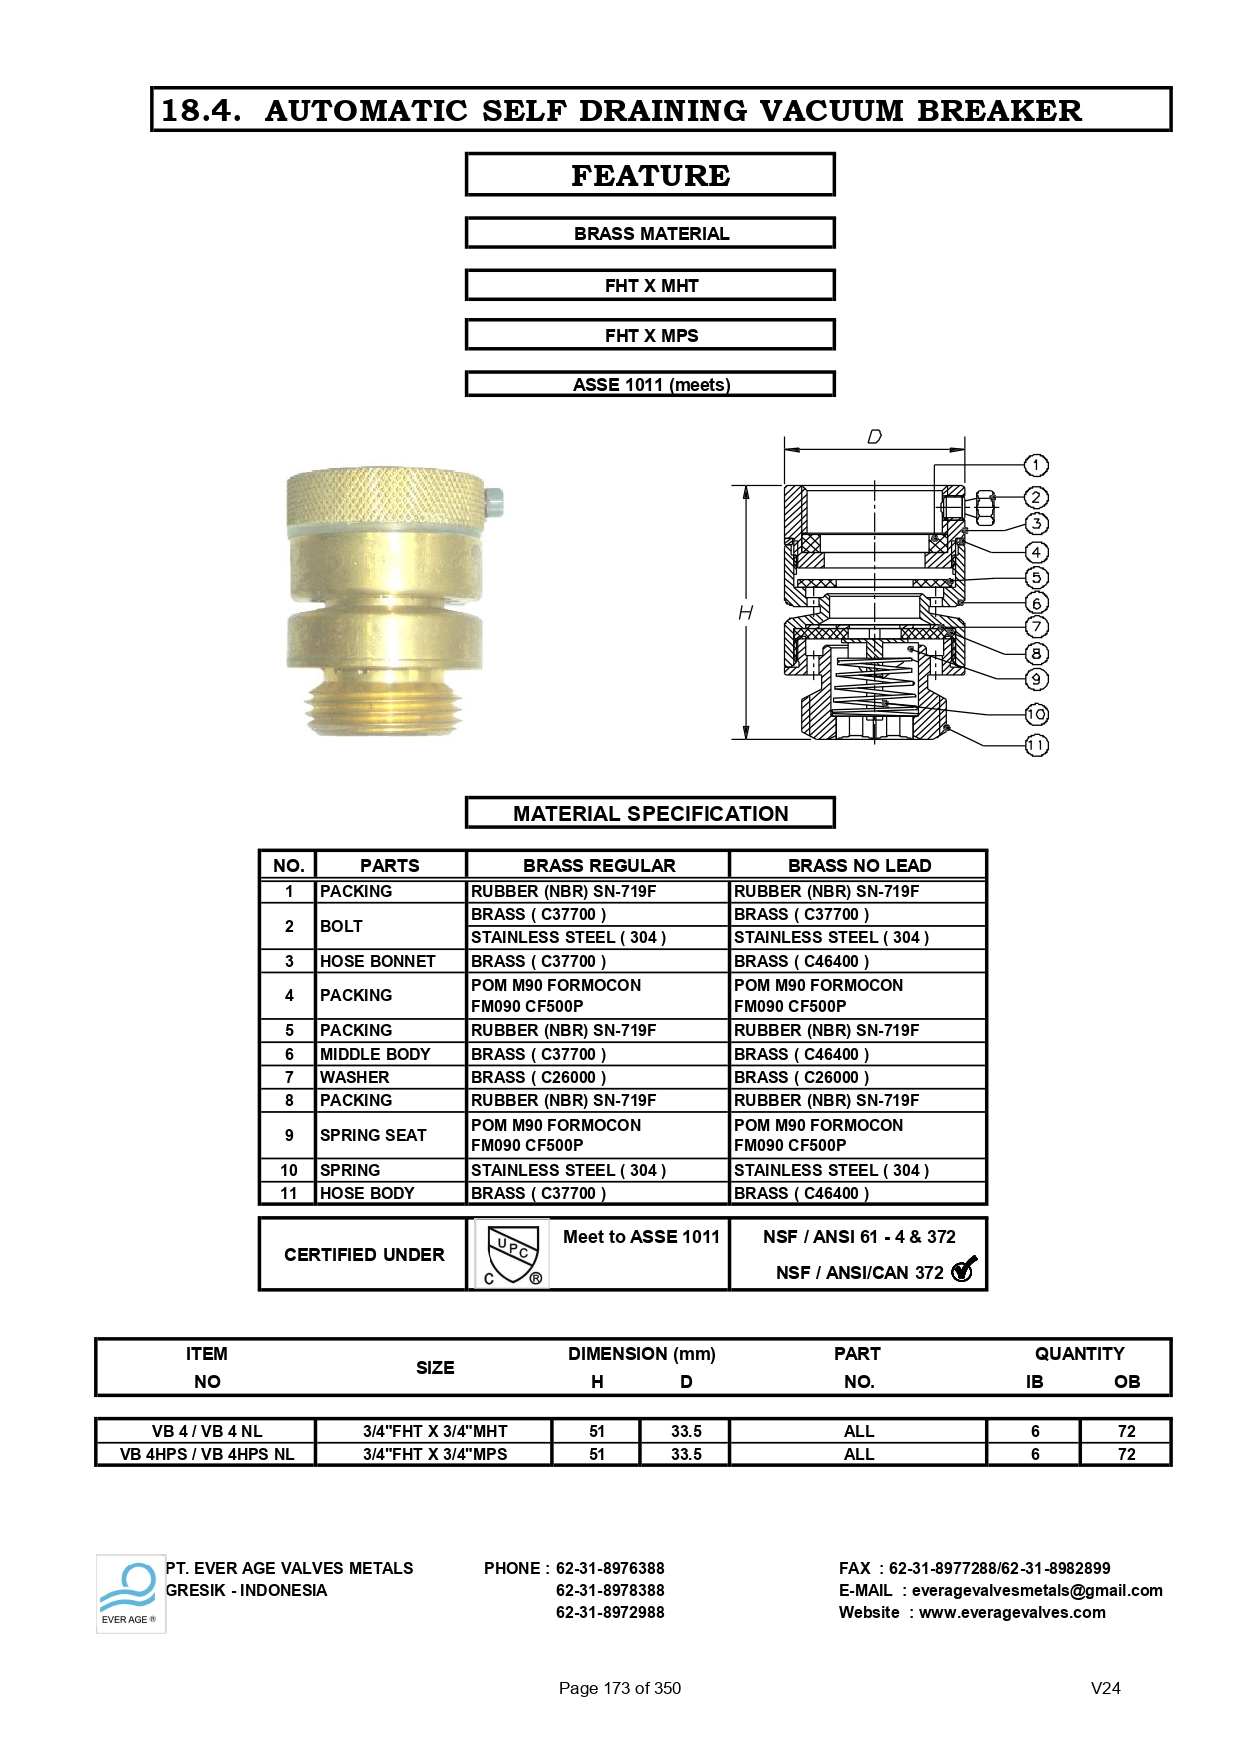 18.4. AUTOMATIC SELF DRAINING VACUUM BREAKER
FEATURE
BRASS MATERIAL
FHT X MHT
FHT X MPS
ASSE 1011 (meets)
D
H
1
2
3
4
5
6
7
8
9
10
11
MATERIAL SPECIFICATION
NO. PARTS BRASS REGULAR BRASS NO LEAD
1 PACKING RUBBER (NBR) SN-719F RUBBER (NBR) SN-719F
2 BOLT BRASS ( C37700 ) BRASS ( C37700 )
STAINLESS STEEL ( 304 ) STAINLESS STEEL ( 304 )
3 HOSE BONNET BRASS ( C37700 ) BRASS ( C46400 )
4 PACKING POM M90 FORMOCON POM M90 FORMOCON
FM090 CF500P FM090 CF500P
5 PACKING RUBBER (NBR) SN-719F RUBBER (NBR) SN-719F
6 MIDDLE BODY BRASS ( C37700 ) BRASS ( C46400 )
7 WASHER BRASS ( C26000 ) BRASS ( C26000 )
8 PACKING RUBBER (NBR) SN-719F RUBBER (NBR) SN-719F
9 SPRING SEAT POM M90 FORMOCON POM M90 FORMOCON
FM090 CF500P FM090 CF500P
10 SPRING STAINLESS STEEL ( 304 ) STAINLESS STEEL ( 304 )
11 HOSE BODY BRASS ( C37700 ) BRASS ( C46400 )
CERTIFIED UNDER UPC C ® Meet to ASSE 1011 NSF / ANSI 61 - 4 & 372
NSF / ANSI/CAN 372
ITEM SIZE DIMENSION (mm) PART QUANTITY
NO H D NO. IB OB
VB 4 / VB 4 NL 3/4"FHT X 3/4"MHT 51 33.5 ALL 6 72
VB 4HPS / VB 4HPS NL 3/4"FHT X 3/4"MPS 51 33.5 ALL 6 72
EVER AGE ®
PT. EVER AGE VALVES METALS PHONE : 62-31-8976388 FAX : 62-31-8977288/62-31-8982899
GRESIK - INDONESIA 62-31-8978388 E-MAIL : everagevalvesmetals@gmail.com
62-31-8972988 Website : www.everagevalves.com
Page 173 of 350 V24